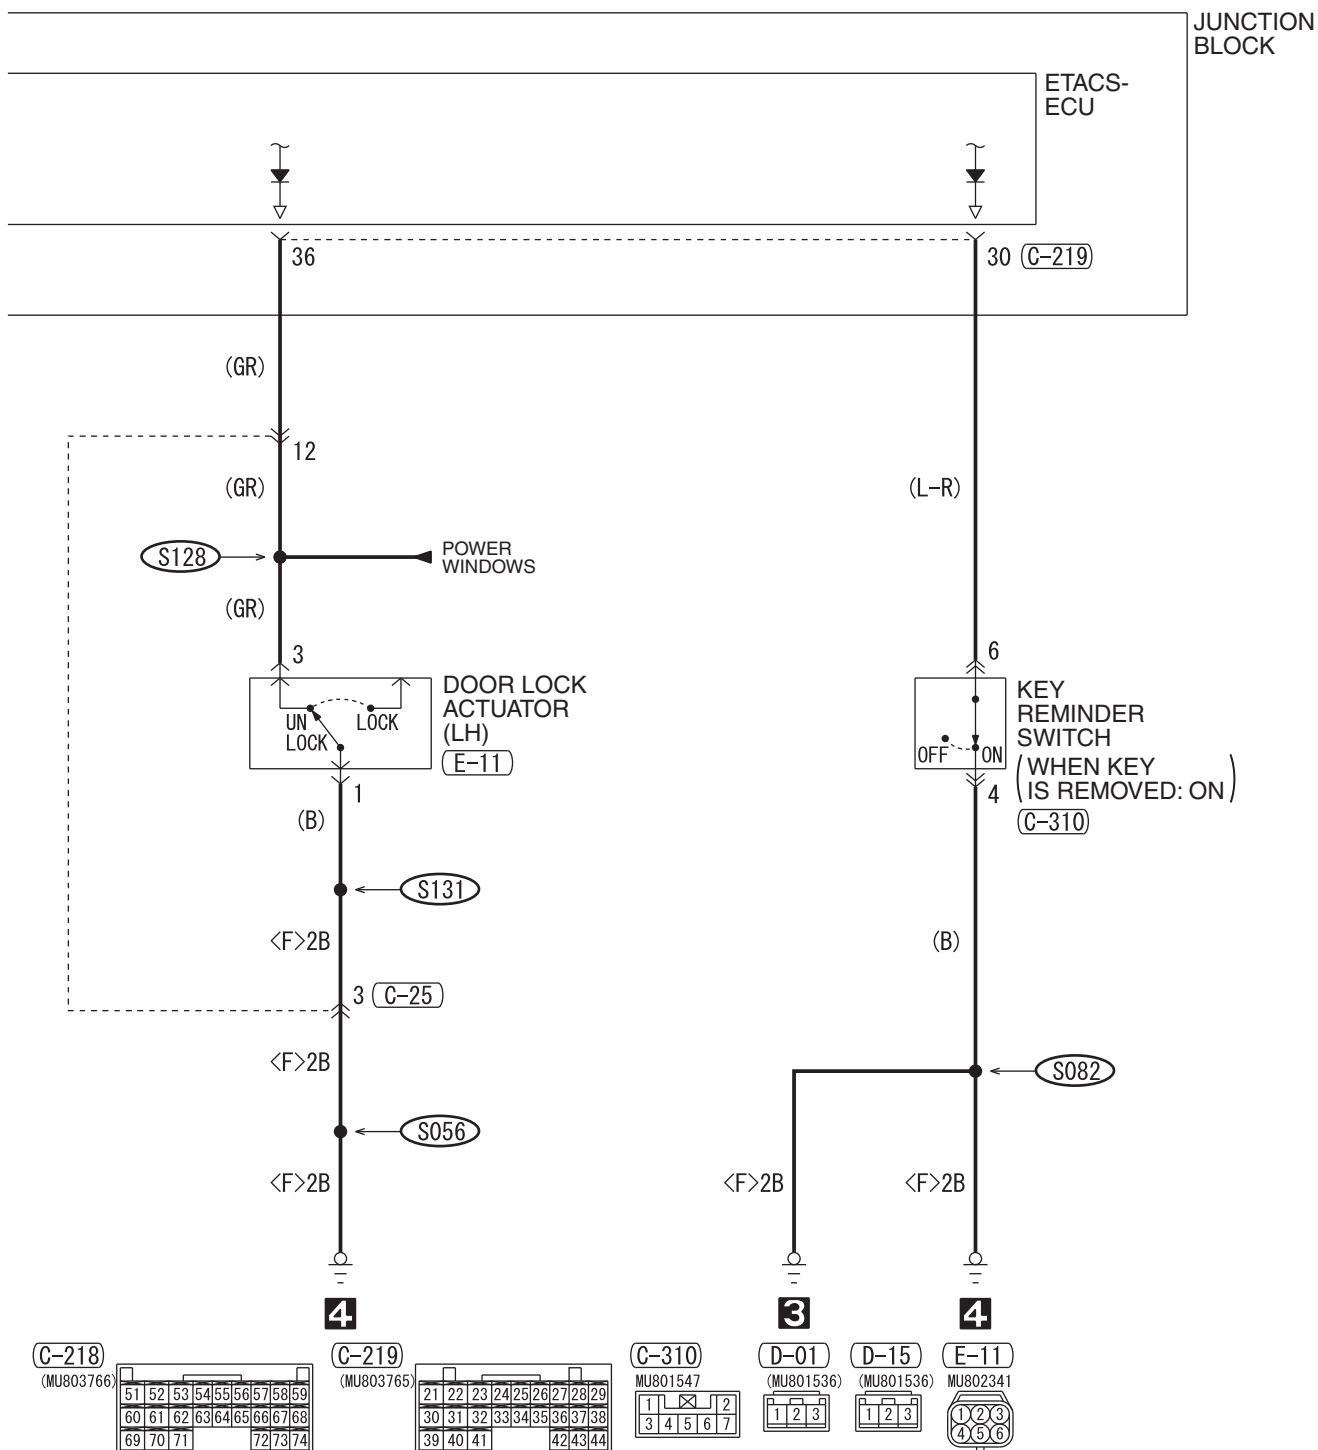 JUNCTION
BLOCK
ETACS-
ECU
36
30 (C-219)
(GR)
12
(GR)
(L-R)
S128
POWER
WINDOWS
(GR)
3
6
DOOR LOCK
ACTUATOR
(LH)
E-11
UN
LOCK
LOCK
KEY
REMINDER
SWITCH
(WHEN KEY
IS REMOVED: ON)
C-310
OFF
ON
1
4
(B)
S131
<F>2B
(B)
3 (C-25)
<F>2B
S082
S056
<F>2B
<F>2B
<F>2B
4
3
4
C-218
(MU803766)
51 52 53 54 55 56 57 58 59
60 61 62 63 64 65 66 67 68
69 70 71 72 73 74
C-219
(MU803765)
21 22 23 24 25 26 27 28 29
30 31 32 33 34 35 36 37 38
39 40 41 42 43 44
C-310
MU801547
1 2
3 4 5 6 7
D-01
(MU801536)
1 2 3
D-15
(MU801536)
1 2 3
E-11
MU802341
1 2 3
4 5 6